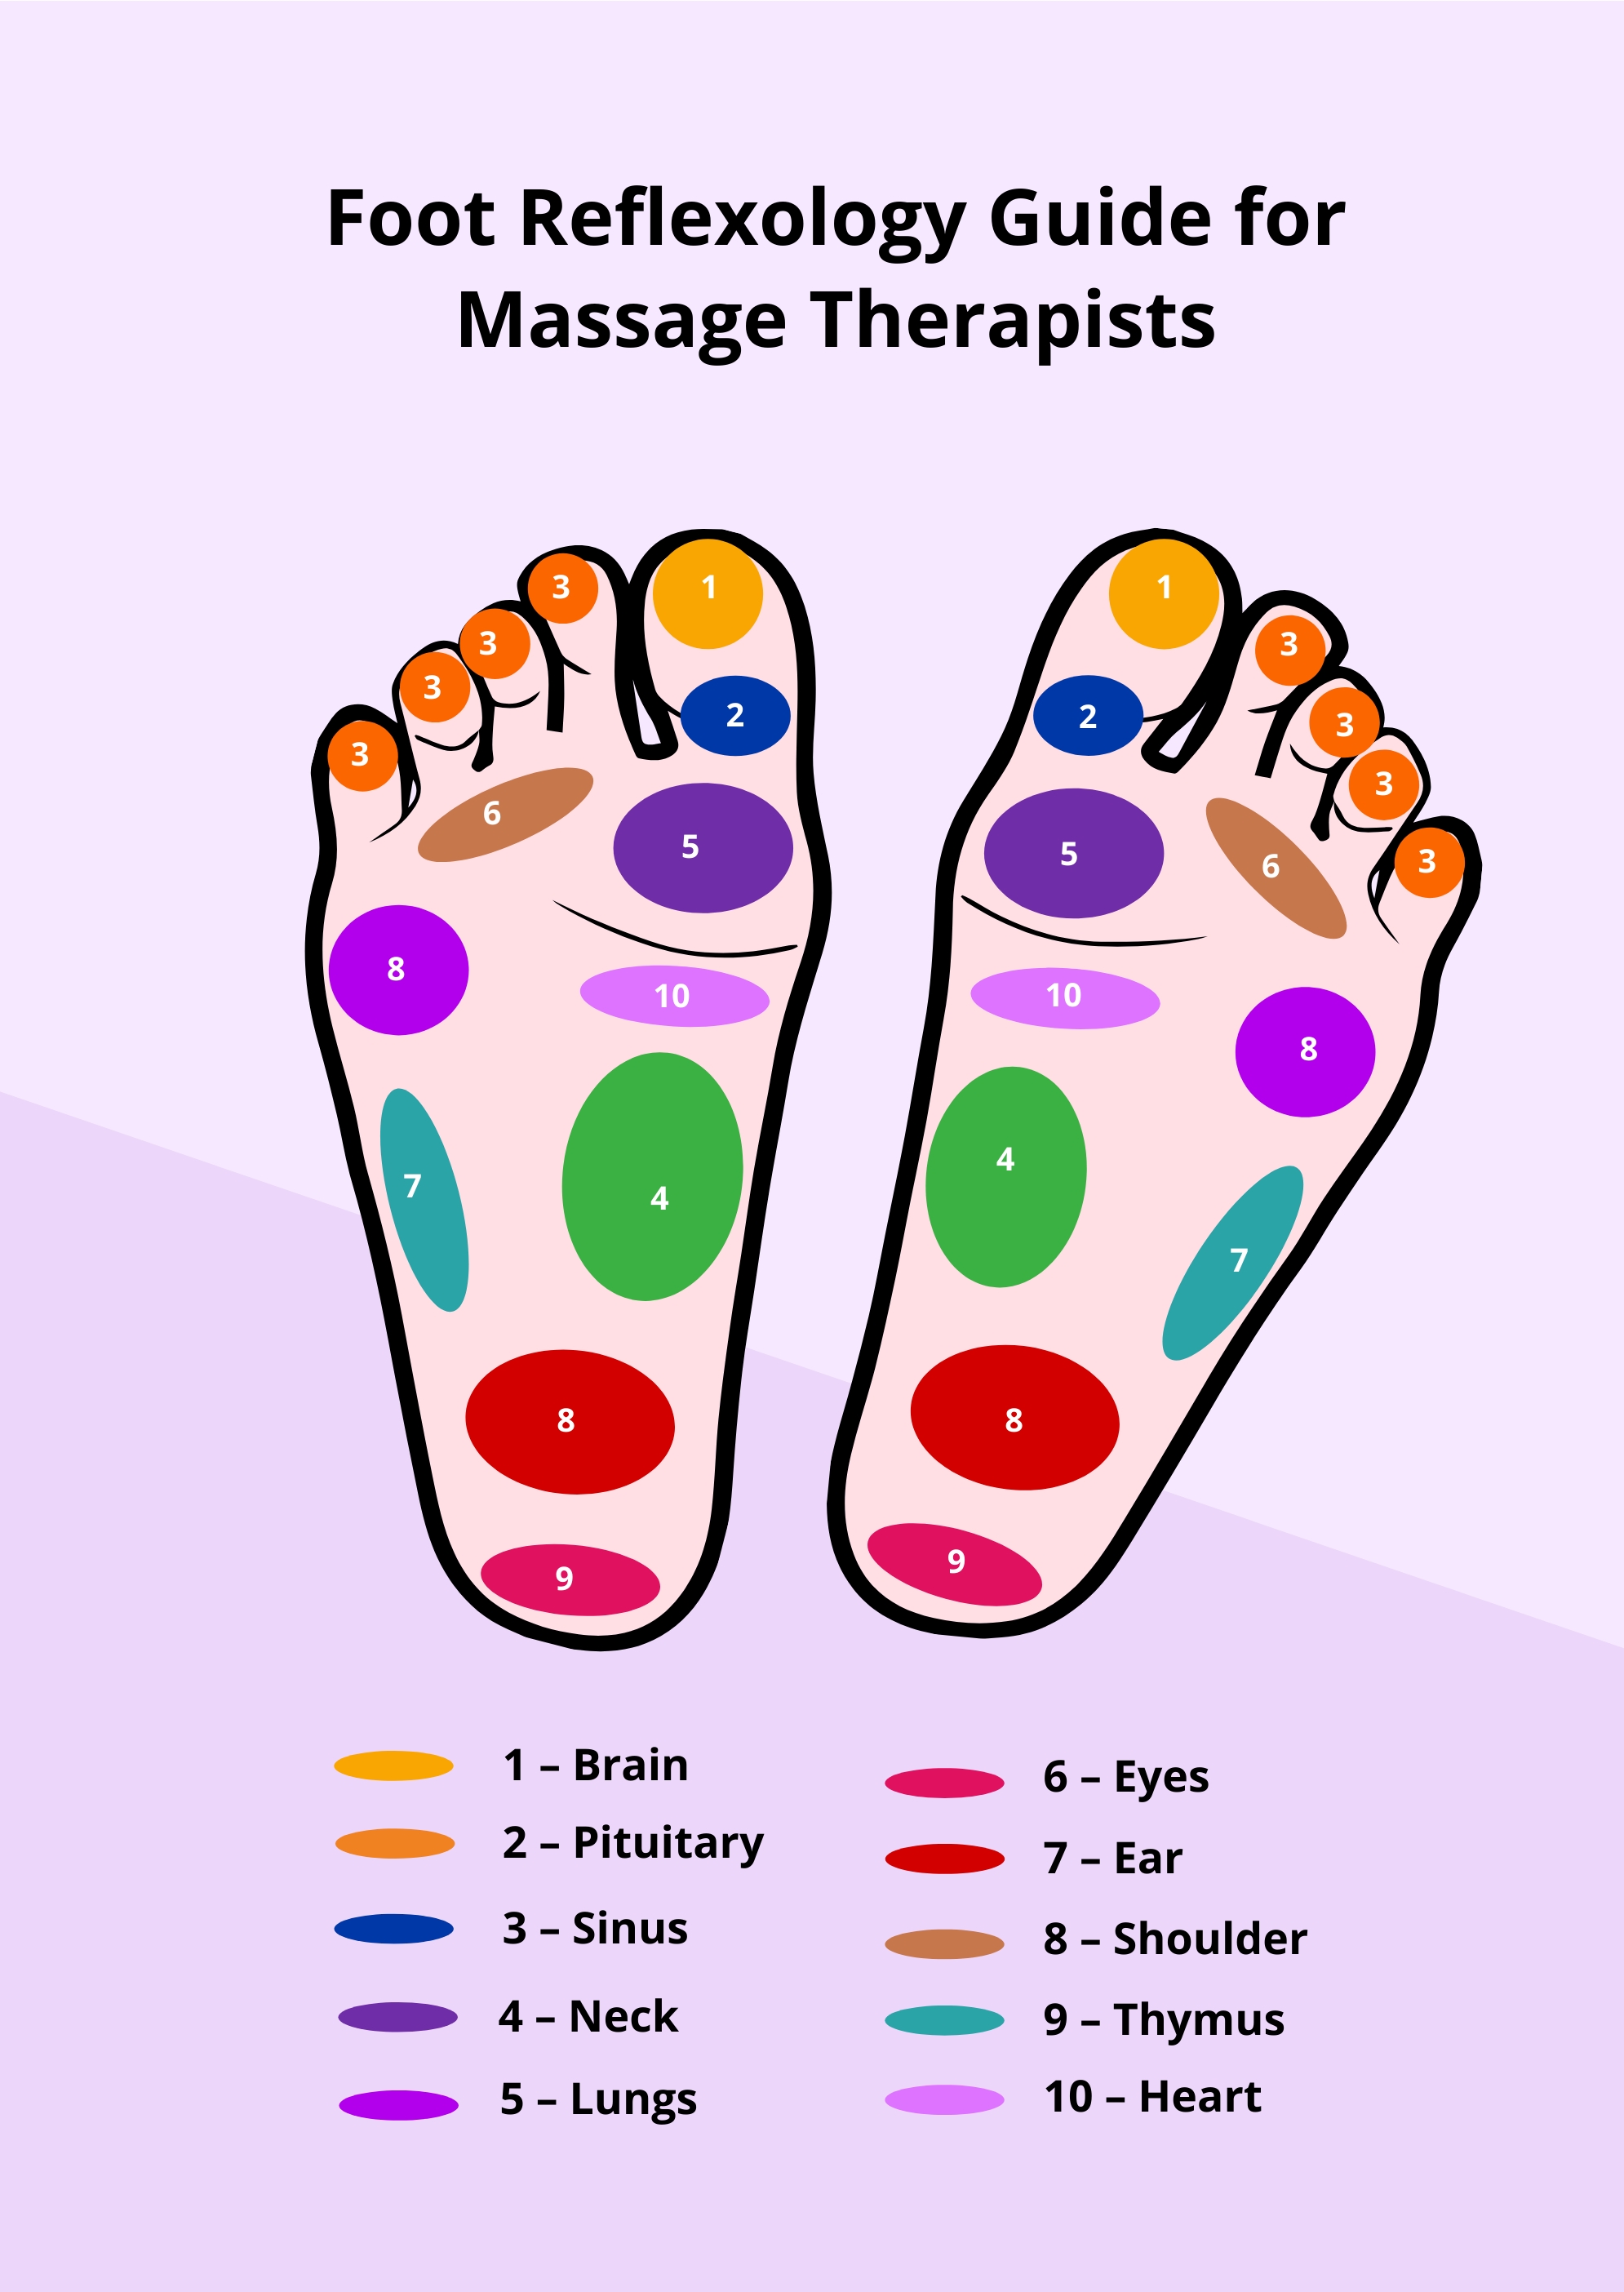 Foot Reflexology Guide for
Massage Therapists
3
1
3
3
3
2
6
5
8
10
7
4
8
9
1
3
2
3
3
5
6
3
10
8
4
7
8
9
1 – Brain
2 – Pituitary
3 – Sinus
4 – Neck
5 – Lungs
6 – Eyes
7 – Ear
8 – Shoulder
9 – Thymus
10 – Heart